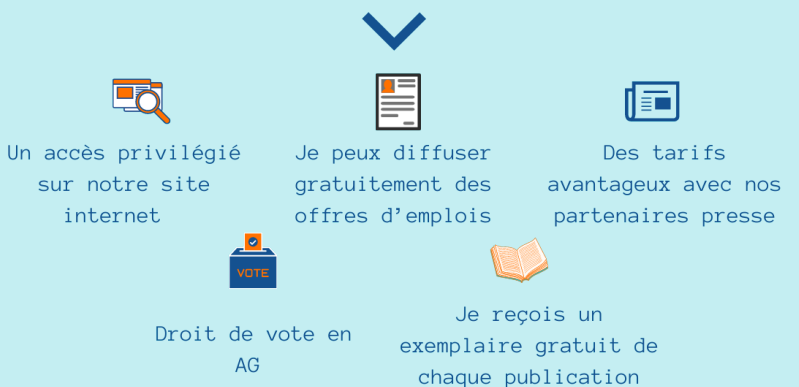 Un accès privilégié
sur notre site
internet
Je peux diffuser
gratuitement des
offres d'emplois
Des tarifs
avantageux avec nos
partenaires presse
VOTE
Droit de vote en
AG
Je reçois un
exemplaire gratuit de
chaque publication